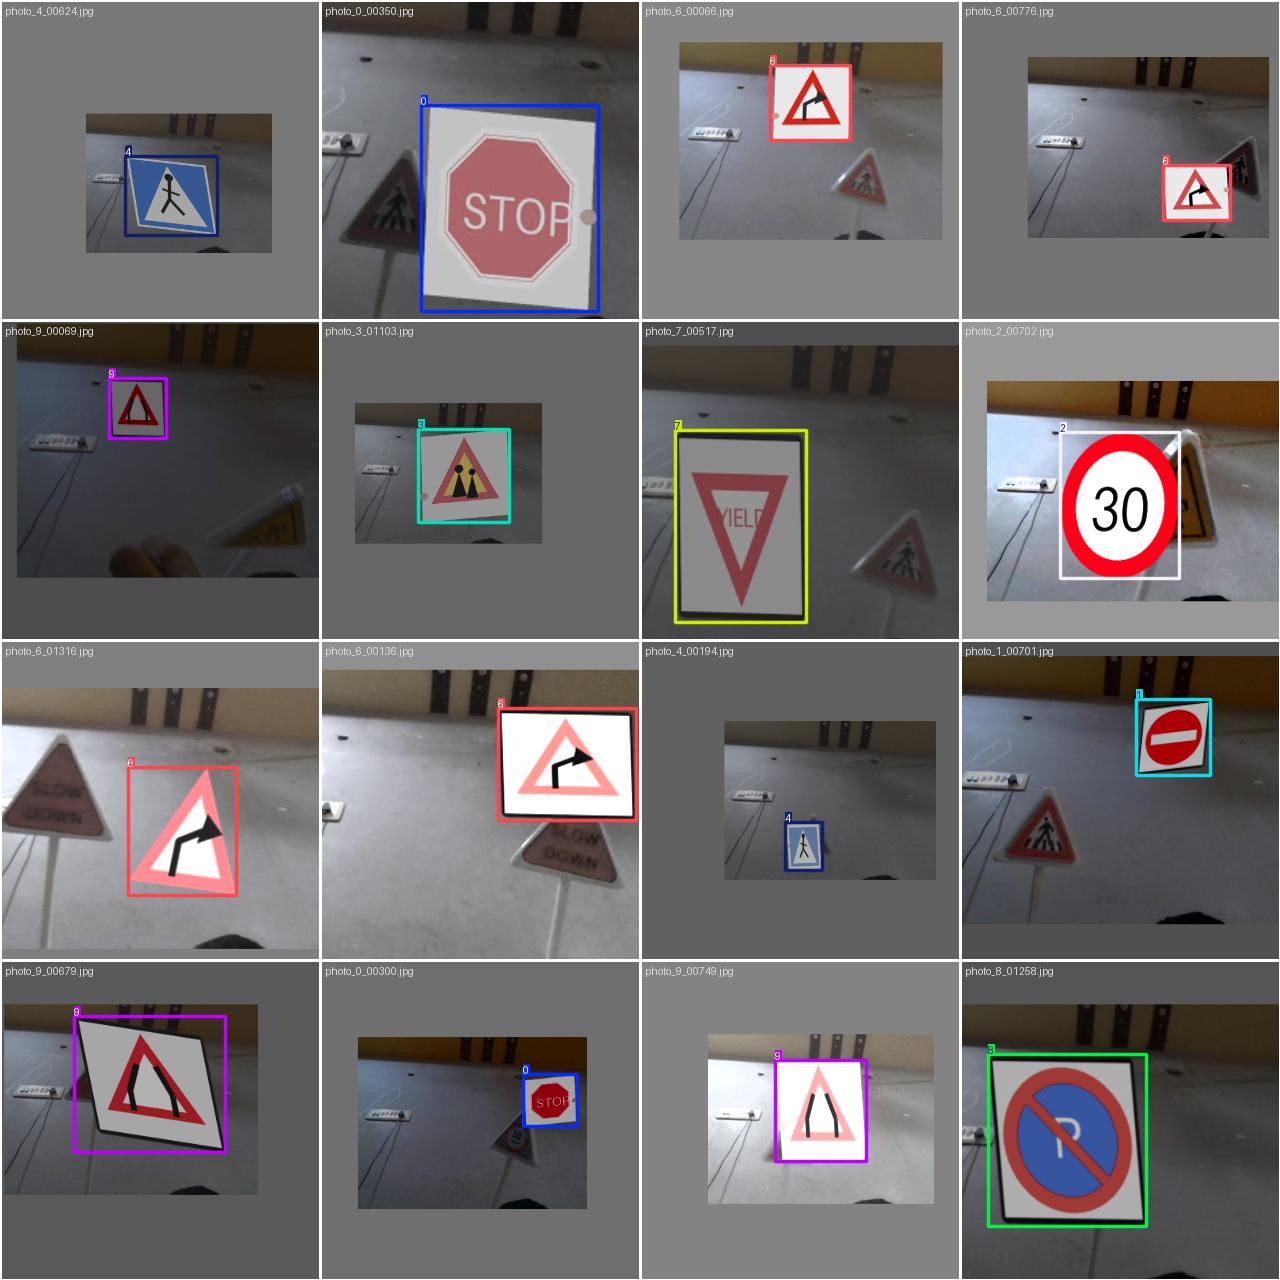 photo_4_00624.jpg
photo_0_00350.jpg
photo_6_00066.jpg
photo_6_00776.jpg
4
0
STOP
6
6
photo_9_00069.jpg
photo_3_01103.jpg
photo_7_00517.jpg
photo_2_00702.jpg
9
3
7
YIELD
2
30
photo_6_01316.jpg
photo_6_00136.jpg
photo_4_00194.jpg
photo_1_00701.jpg
SLOW
DOWN
6
6
SLOW
DOWN
4
1
photo_9_00679.jpg
photo_0_00300.jpg
photo_9_00749.jpg
photo_8_01258.jpg
9
0
STOP
9
8
P